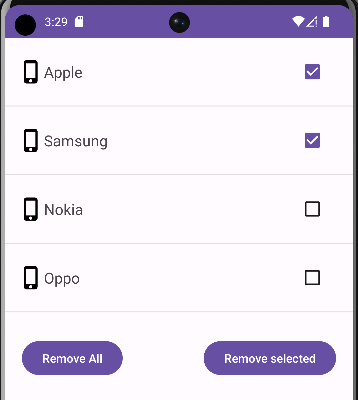 3:29
Apple
Samsung
Nokia
Oppo
Remove All Remove selected